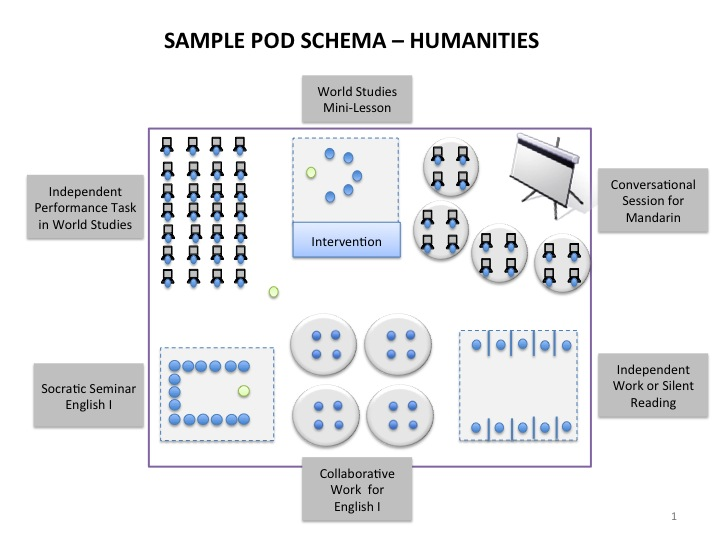 SAMPLE POD SCHEMA – HUMANITIES
World Studies
Mini-Lesson
Independent
Performance Task
in World Studies
Conversational
Session for
Mandarin
Intervention
Socratic Seminar
English I
Independent
Work or Silent
Reading
Collaborative
Work for
English I
1